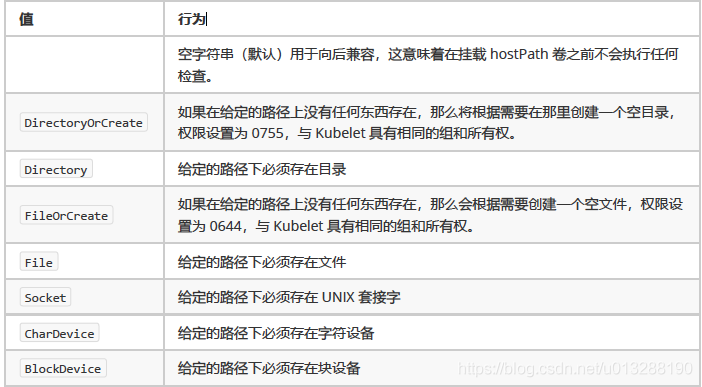 值 行为
空字符串（默认）用于向后兼容，这意味着在挂载 hostPath 卷之前不会执行任何
检查。
DirectoryOrCreate 如果在给定的路径上没有任何东西存在，那么将根据需要在那里创建一个空目录，
权限设置为 0755，与 Kubelet 具有相同的组和所有权。
Directory 给定的路径下必须存在目录
FileOrCreate 如果在给定的路径上没有任何东西存在，那么会根据需要创建一个空文件，权限设
置为 0644，与 Kubelet 具有相同的组和所有权。
File 给定的路径下必须存在文件
Socket 给定的路径下必须存在 UNIX 套接字
CharDevice 给定的路径下必须存在字符设备
BlockDevice 给定的路径下必须存在块设备
https://blog.csdn.net/u013288190